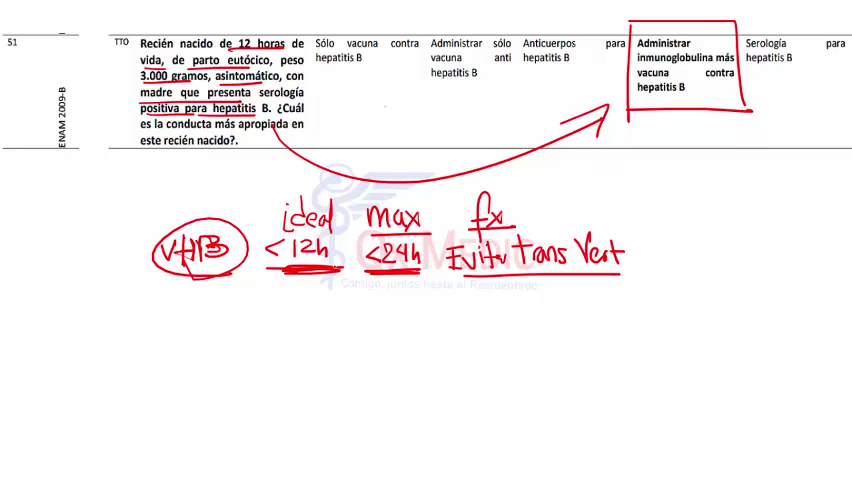 51
ENAM 2009-B
TTO
Recién nacido de 12 horas de
vida, de parto eutócico, peso
3.000 gramos, asintomático, con
madre que presenta serología
positiva para hepatitis B. ¿Cuál
es la conducta más apropiada en
este recién nacido?.
Sólo vacuna contra
hepatitis B
Administrar sólo
vacuna anti
hepatitis B
Anticuerpos para
hepatitis B
Administrar
inmunoglobulina más
vacuna contra
hepatitis B
Serología para
hepatitis B
ideal max fx
VHB < 12h < 24h Evitar Trans Vert
Contigo, juntos hasta el Residentado